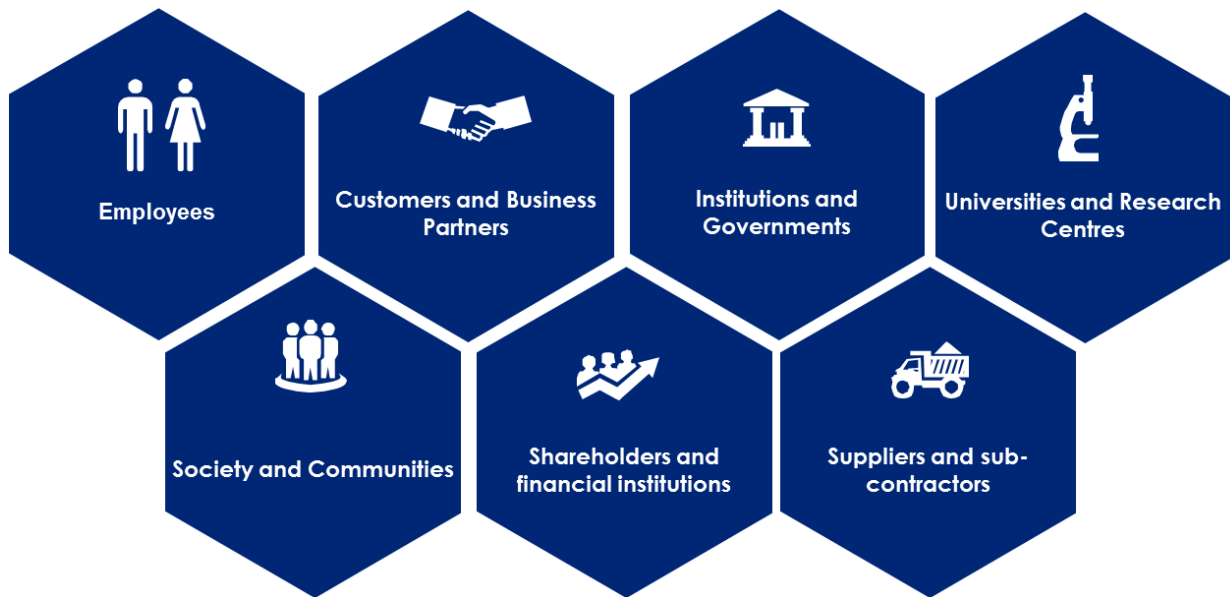 Employees
Customers and Business
Partners
Institutions and
Governments
Universities and Research
Centres
Society and Communities
Shareholders and
financial institutions
Suppliers and sub-
contractors